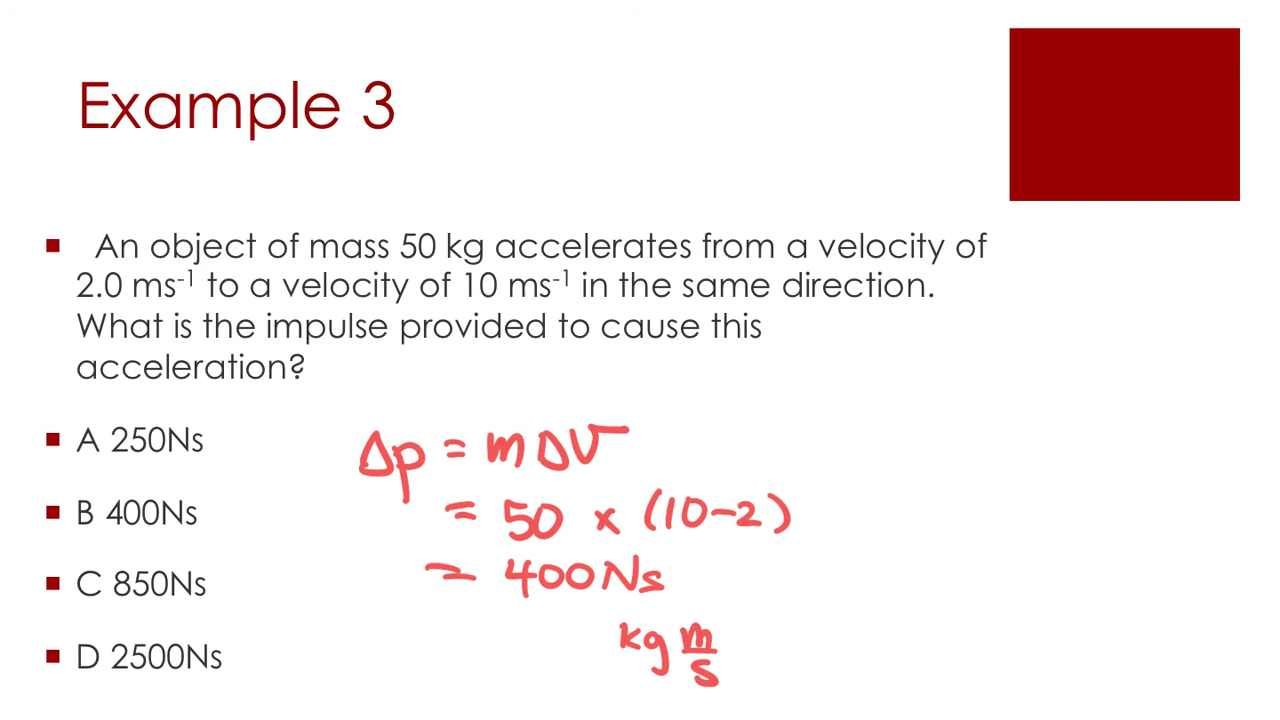 Example 3
An object of mass 50 kg accelerates from a velocity of
2.0 ms⁻¹ to a velocity of 10 ms⁻¹ in the same direction.
What is the impulse provided to cause this
acceleration?
A 250Ns
B 400Ns
C 850Ns
D 2500Ns
Δp = mΔV
= 50 × (10-2)
= 400Ns
kg m/s